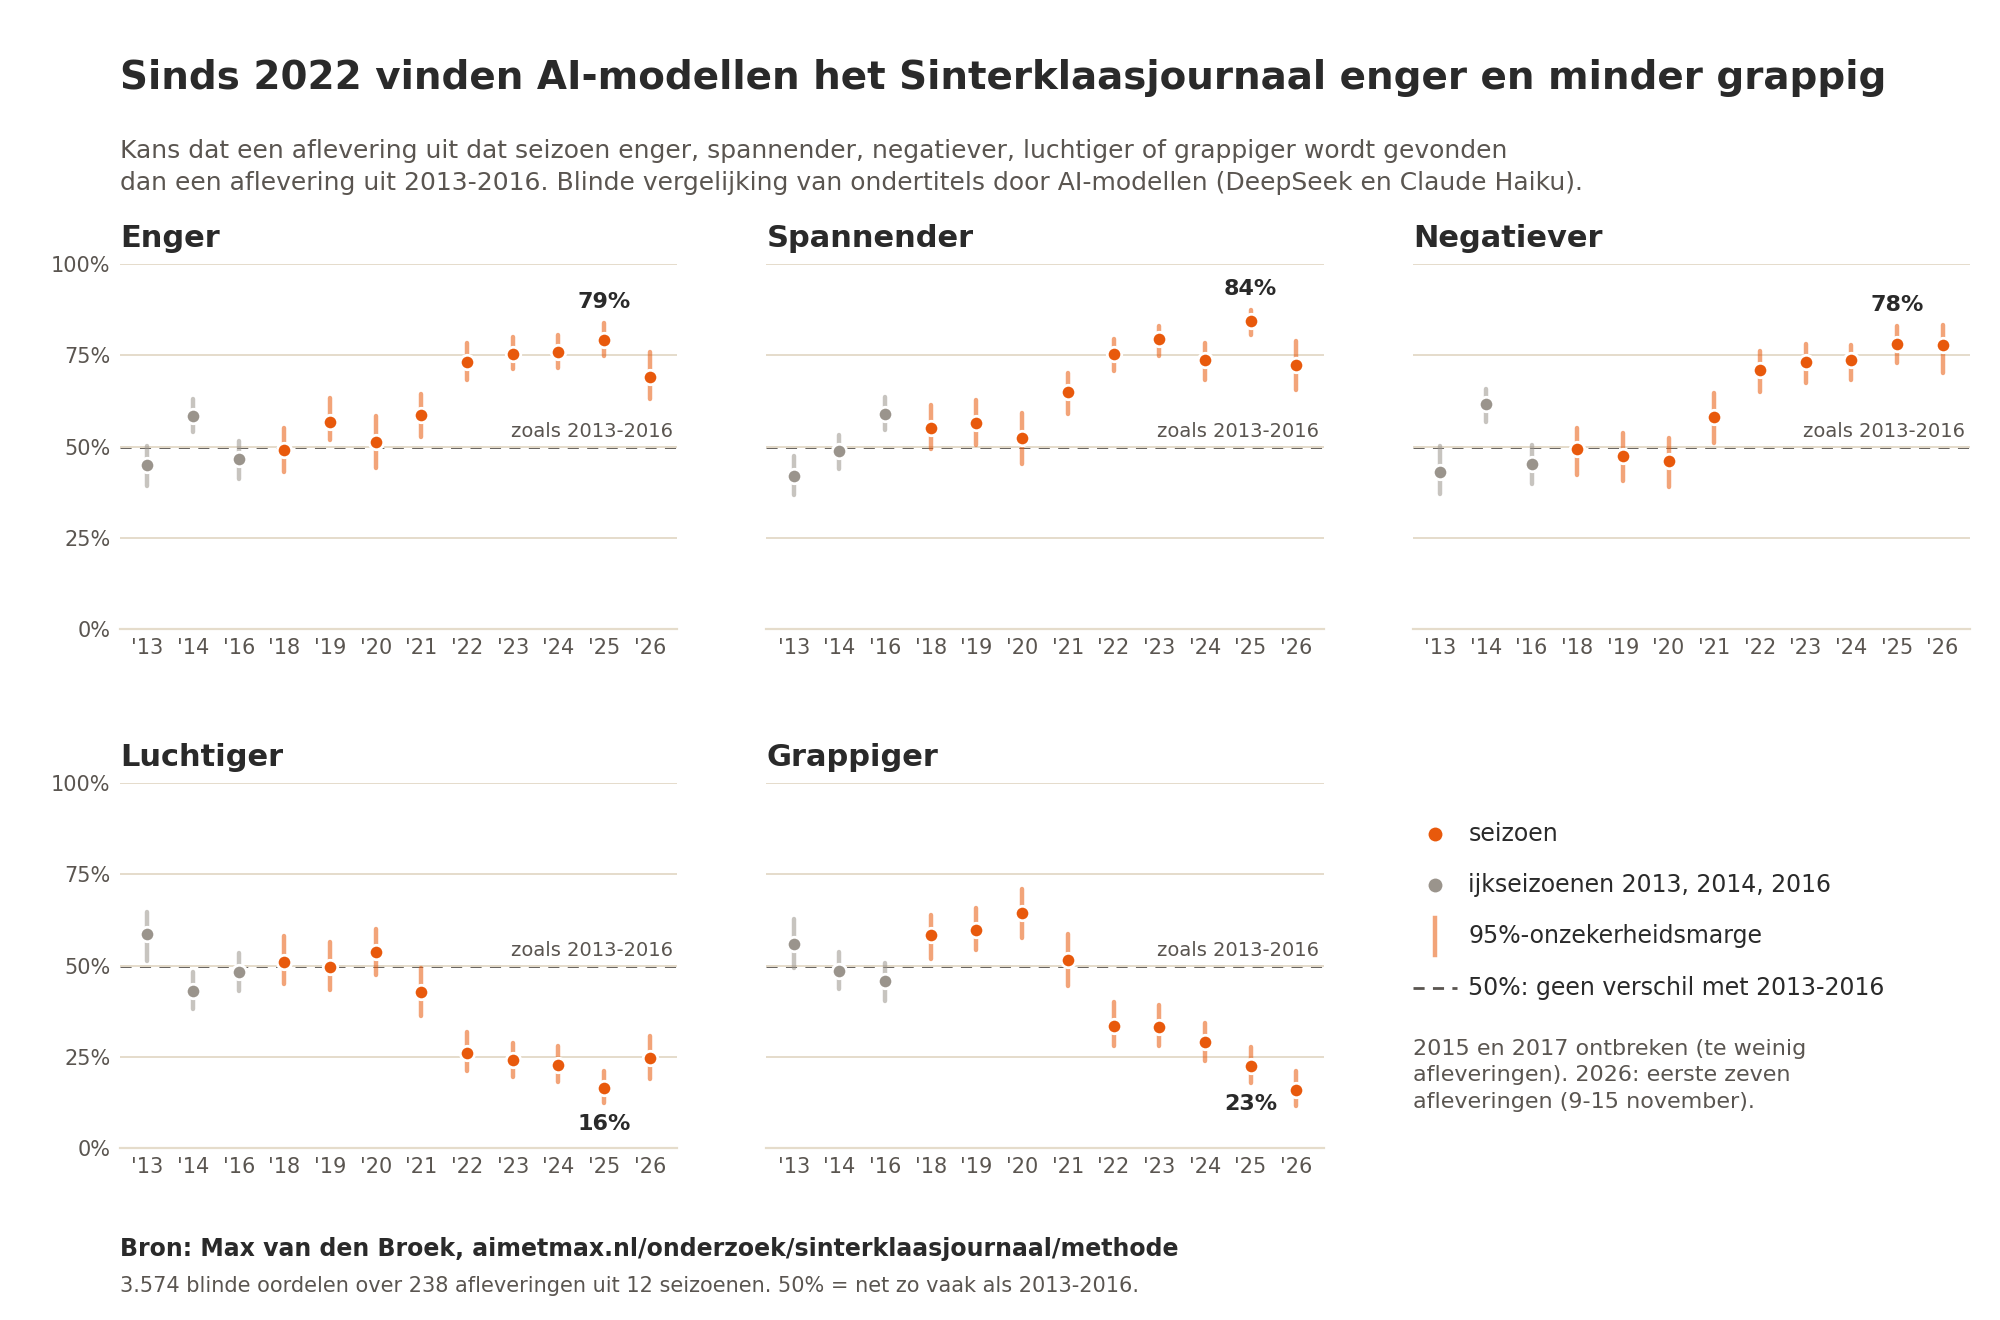 Sinds 2022 vinden AI-modellen het Sinterklaasjournaal enger en minder grappig
Kans dat een aflevering uit dat seizoen enger, spannender, negatiever, luchtiger of grappiger wordt gevonden
dan een aflevering uit 2013-2016. Blinde vergelijking van ondertitels door AI-modellen (DeepSeek en Claude Haiku).
Enger
100%
75%
50%
25%
0%
79%
zoals 2013-2016
'13 '14 '16 '18 '19 '20 '21 '22 '23 '24 '25 '26
Spannender
84%
zoals 2013-2016
'13 '14 '16 '18 '19 '20 '21 '22 '23 '24 '25 '26
Negatiever
78%
zoals 2013-2016
'13 '14 '16 '18 '19 '20 '21 '22 '23 '24 '25 '26
Luchtiger
100%
75%
50%
25%
0%
zoals 2013-2016
16%
'13 '14 '16 '18 '19 '20 '21 '22 '23 '24 '25 '26
Grappiger
zoals 2013-2016
23%
'13 '14 '16 '18 '19 '20 '21 '22 '23 '24 '25 '26
seizoen
ijkseizoenen 2013, 2014, 2016
95%-onzekerheidsmarge
50%: geen verschil met 2013-2016
2015 en 2017 ontbreken (te weinig
afleveringen). 2026: eerste zeven
afleveringen (9-15 november).
Bron: Max van den Broek, aimetmax.nl/onderzoek/sinterklaasjournaal/methode
3.574 blinde oordelen over 238 afleveringen uit 12 seizoenen. 50% = net zo vaak als 2013-2016.